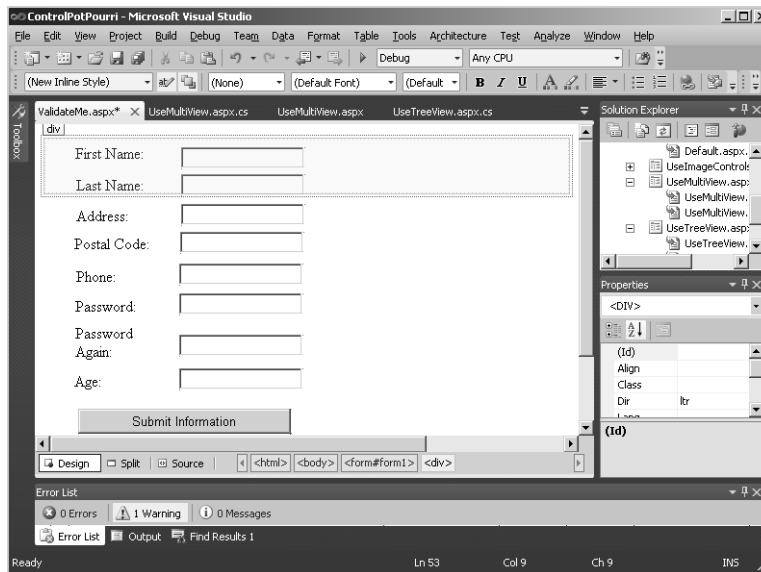 ControlPotPourri - Microsoft Visual Studio
File Edit View Project Build Debug Team Data Format Table Tools Architecture Test Analyze Window Help
Debug Any CPU
(New Inline Style) (None) (Default Font) (Default B I U A
ValidateMe.aspx* X UseMultiView.aspx.cs UseMultiView.aspx UseTreeView.aspx.cs
Toolbox
div
First Name:
Last Name:
Address:
Postal Code:
Phone:
Password:
Password
Again:
Age:
Submit Information
Design Split Source <html> <body> <form#form1> <div>
Solution Explorer
Default.aspx.
UseImageControls
UseMultiView.asp
UseMultiView.
UseMultiView.
UseTreeView.asp
UseTreeView.
Properties
<DIV>
(Id)
Align
Class
Dir ltr
Lang
(Id)
Error List
0 Errors 1 Warning 0 Messages
Error List Output Find Results 1
Ready Ln 53 Col 9 Ch 9 INS